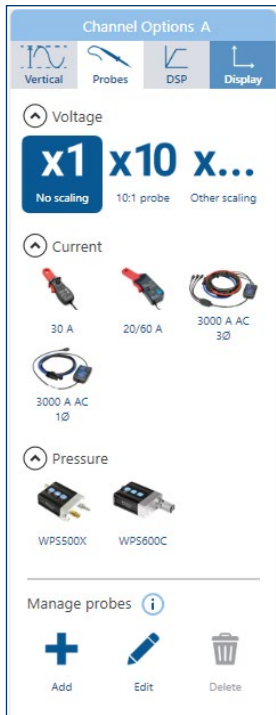 Channel Options A
Vertical Probes DSP Display
Voltage
x1 x10 x...
No scaling 10:1 probe Other scaling
Current
30 A 20/60 A 3000 A AC
3Ø
3000 A AC
1Ø
Pressure
WPS500X WPS600C
Manage probes i
Add Edit Delete